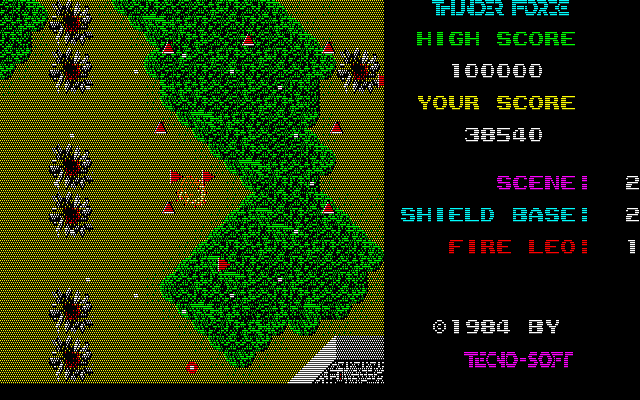 THUNDER FORCE
HIGH SCORE
100000
YOUR SCORE
38540
SCENE: 2
SHIELD BASE: 2
FIRE LEO: 1
©1984 BY
TECNO-SOFT